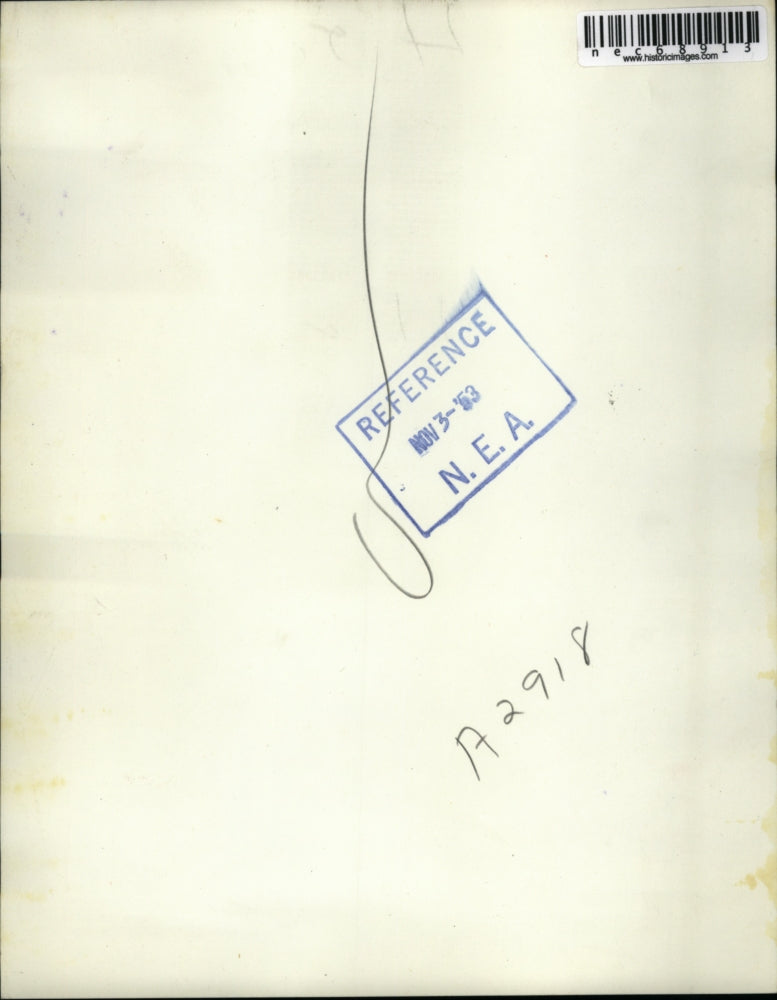 nec68913
www.historicimages.com
REFERENCE
NOV 3-'53
N. E. A.
A2918